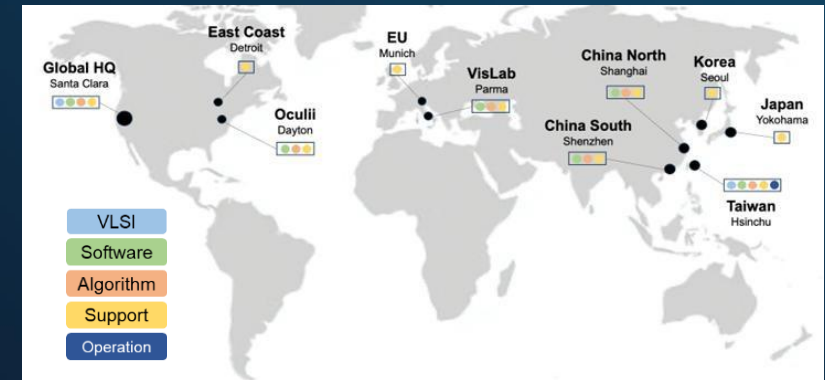 East Coast
Detroit
Global HQ
Santa Clara
Oculii
Dayton
EU
Munich
VisLab
Parma
China North
Shanghai
Korea
Seoul
Japan
Yokohama
China South
Shenzhen
Taiwan
Hsinchu
VLSI
Software
Algorithm
Support
Operation